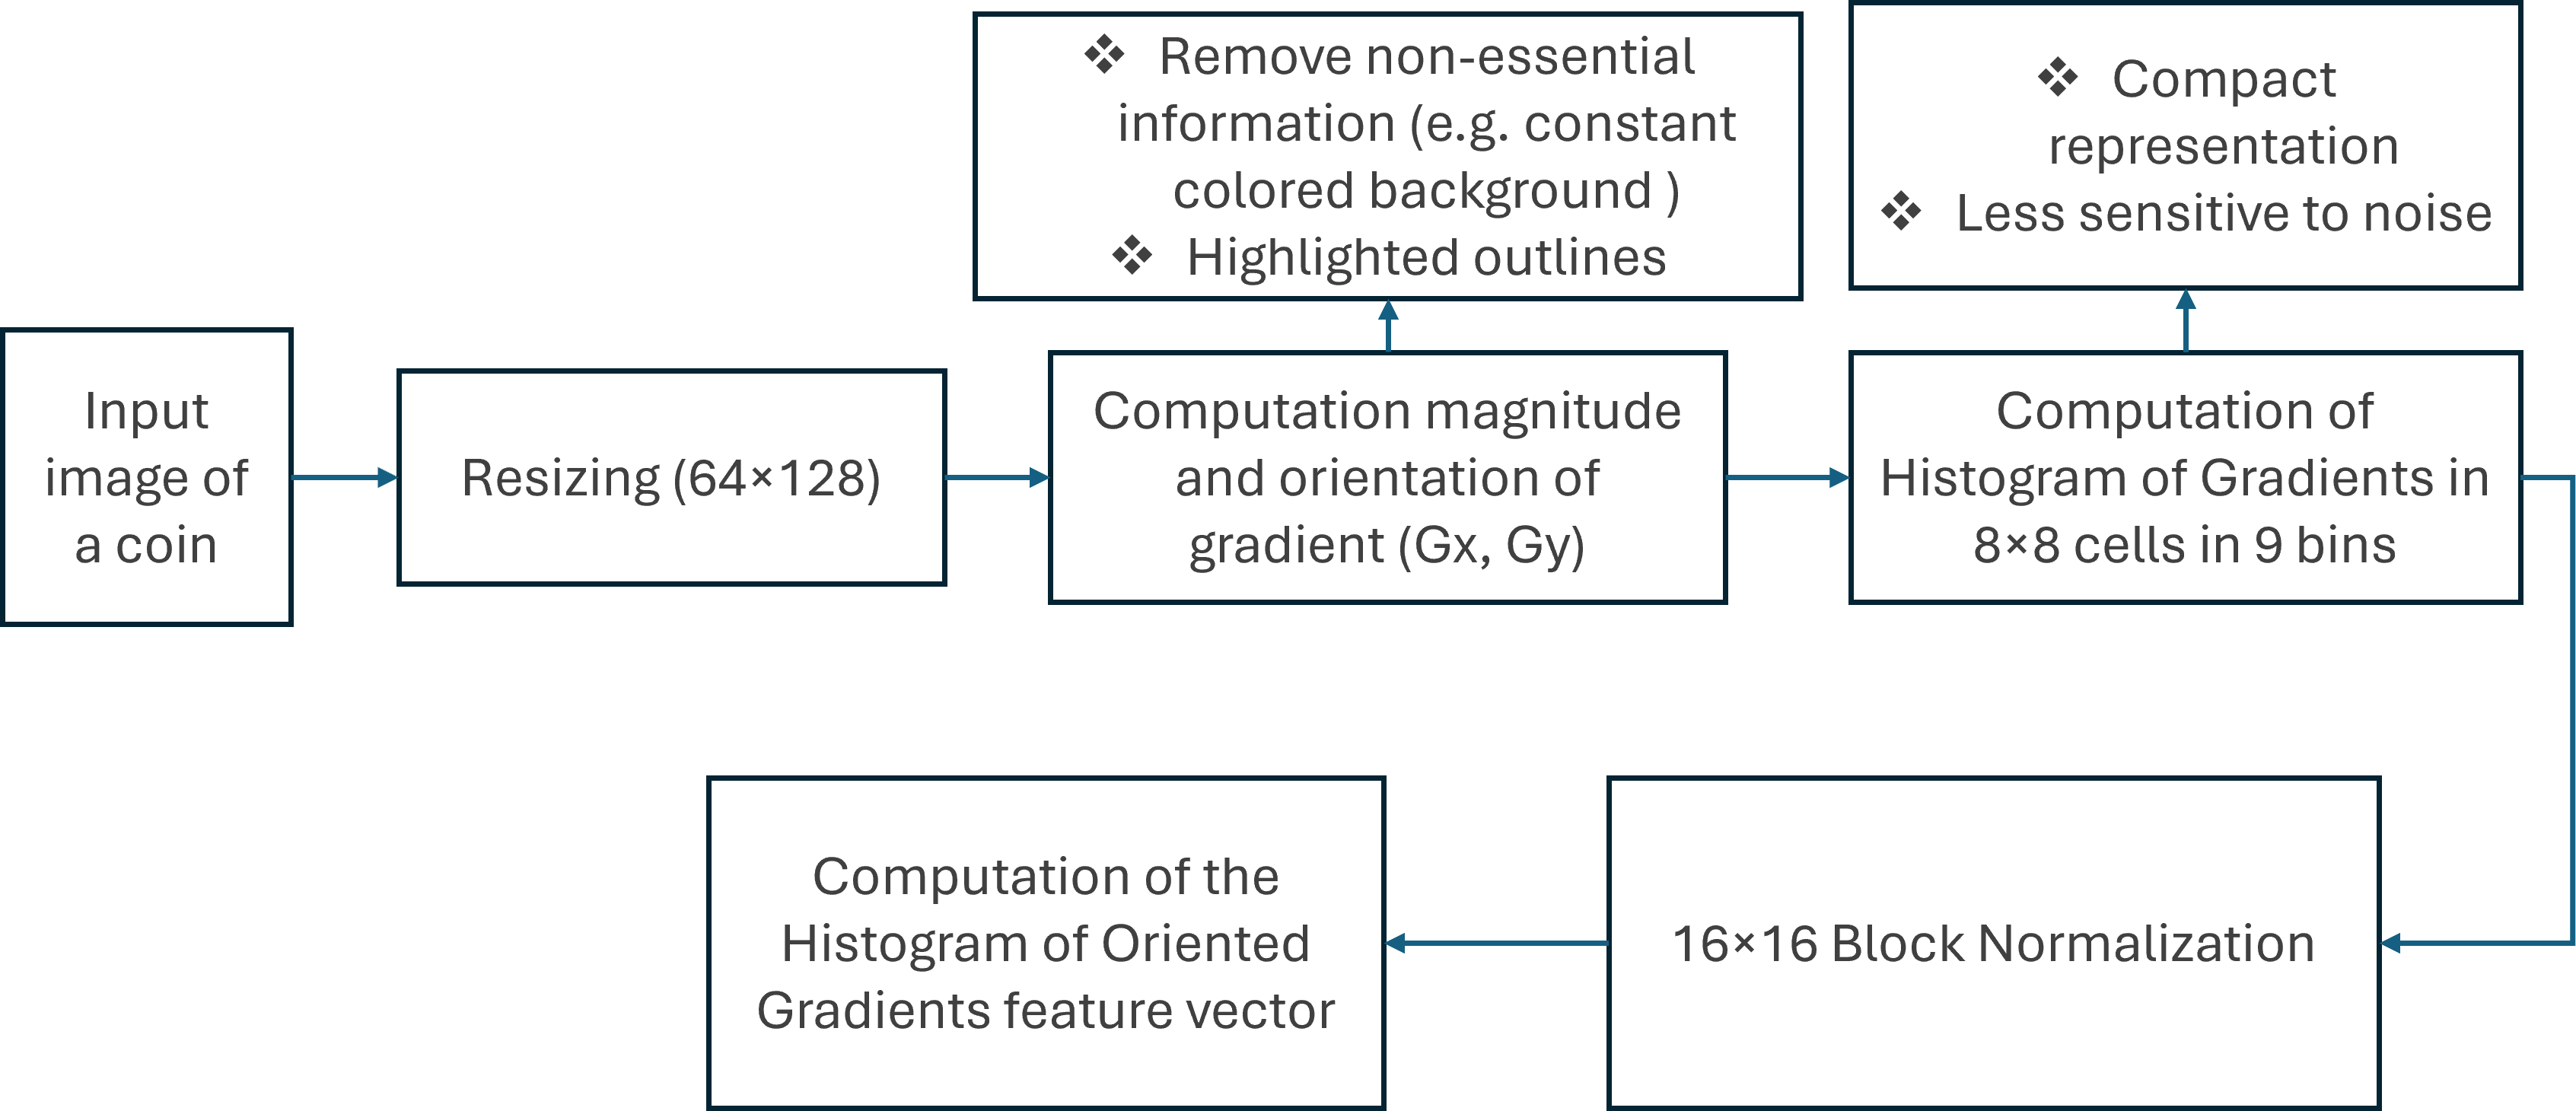 ❖ Remove non-essential
information (e.g. constant
colored background )
❖ Highlighted outlines
❖ Compact
representation
❖ Less sensitive to noise
Input
image of
a coin
Resizing (64×128)
Computation magnitude
and orientation of
gradient (Gx, Gy)
Computation of
Histogram of Gradients in
8×8 cells in 9 bins
Computation of the
Histogram of Oriented
Gradients feature vector
16×16 Block Normalization